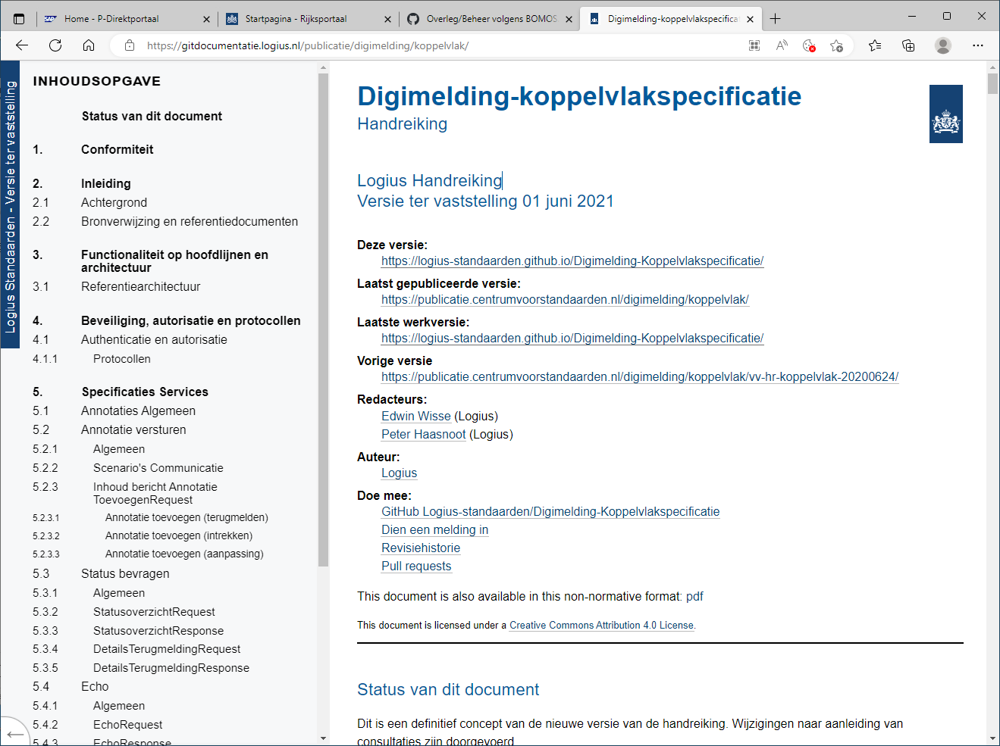 Home - P-Direktportaal
Startpagina - Rijksportaal
Overleg/Beheer volgens BOMOS
Digimelding-koppelvlakspecificat
https://gitdocumentatie.logius.nl/publicatie/digimelding/koppelvlak/
Logius Standaarden - Versie ter vaststelling
INHOUDSOPGAVE
Status van dit document
1. Conformiteit
2. Inleiding
2.1 Achtergrond
2.2 Bronverwijzing en referentiedocumenten
3. Functionaliteit op hoofdlijnen en
architectuur
3.1 Referentiearchitectuur
4. Beveiliging, autorisatie en protocollen
4.1 Authenticatie en autorisatie
4.1.1 Protocollen
5. Specificaties Services
5.1 Annotaties Algemeen
5.2 Annotatie versturen
5.2.1 Algemeen
5.2.2 Scenario's Communicatie
5.2.3 Inhoud bericht Annotatie
ToevoegenRequest
5.2.3.1 Annotatie toevoegen (terugmelden)
5.2.3.2 Annotatie toevoegen (intrekken)
5.2.3.3 Annotatie toevoegen (aanpassing)
5.3 Status bevragen
5.3.1 Algemeen
5.3.2 StatusoverzichtRequest
5.3.3 StatusoverzichtResponse
5.3.4 DetailsTerugmeldingRequest
5.3.5 DetailsTerugmeldingResponse
5.4 Echo
5.4.1 Algemeen
5.4.2 EchoRequest
5.4.3 EchoResponse
Digimelding-koppelvlakspecificatie
Handreiking
Logius Handreiking
Versie ter vaststelling 01 juni 2021
Deze versie:
https://logius-standaarden.github.io/Digimelding-Koppelvlakspecificatie/
Laatst gepubliceerde versie:
https://publicatie.centrumvoorstandaarden.nl/digimelding/koppelvlak/
Laatste werkversie:
https://logius-standaarden.github.io/Digimelding-Koppelvlakspecificatie/
Vorige versie
https://publicatie.centrumvoorstandaarden.nl/digimelding/koppelvlak/vv-hr-koppelvlak-20200624/
Redacteurs:
Edwin Wisse (Logius)
Peter Haasnoot (Logius)
Auteur:
Logius
Doe mee:
GitHub Logius-standaarden/Digimelding-Koppelvlakspecificatie
Dien een melding in
Revisiehistorie
Pull requests
This document is also available in this non-normative format: pdf
This document is licensed under a Creative Commons Attribution 4.0 License.
Status van dit document
Dit is een definitief concept van de nieuwe versie van de handreiking. Wijzigingen naar aanleiding van
consultaties zijn doorgevoerd